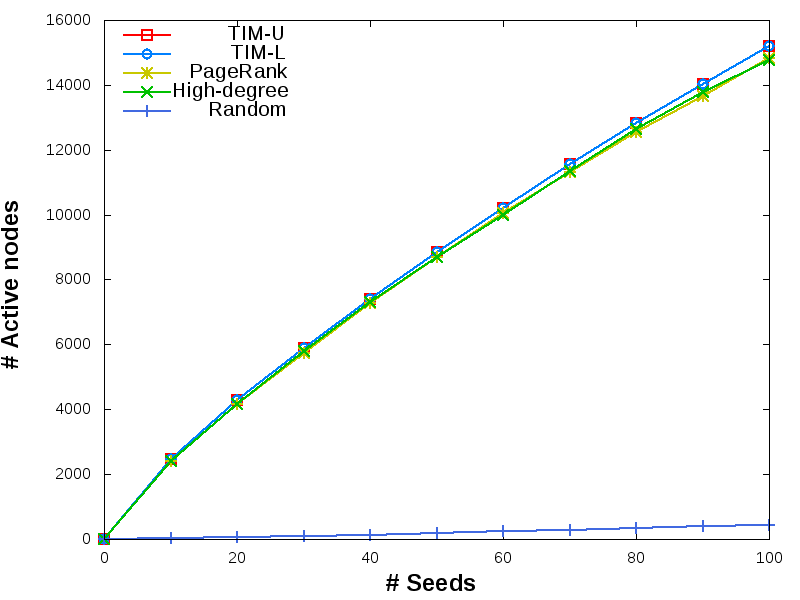 16000
14000
12000
10000
8000
6000
4000
2000
0
# Active nodes
TIM-U
TIM-L
PageRank
High-degree
Random
0
20
40
60
80
100
# Seeds